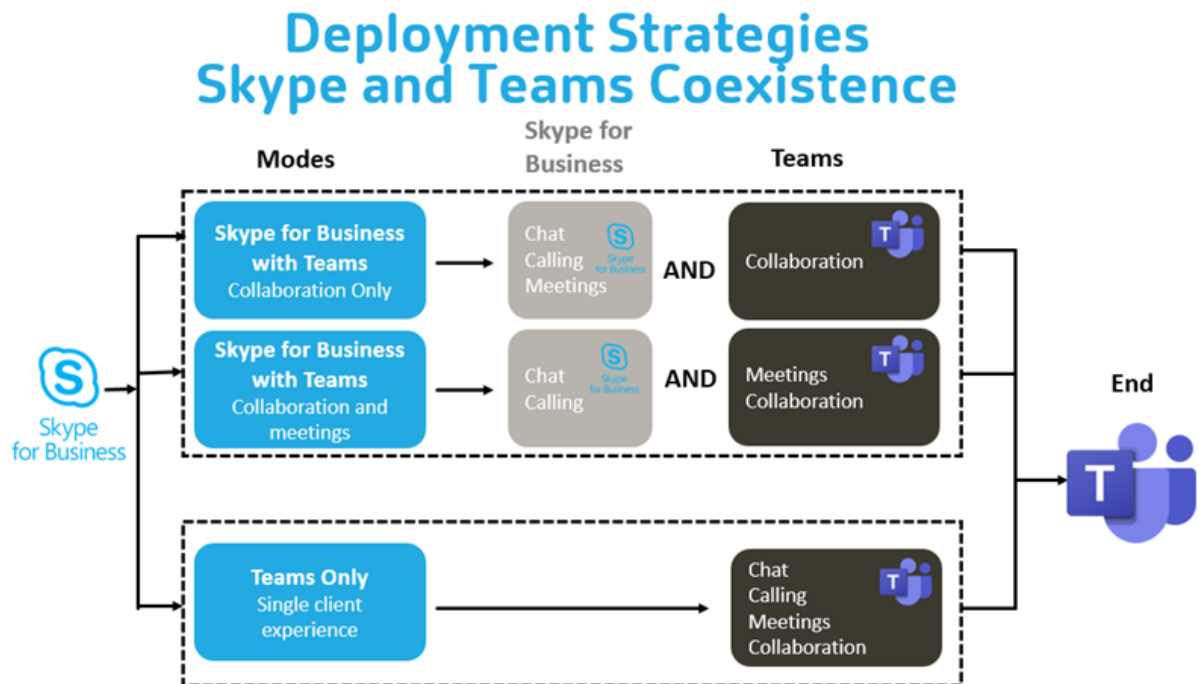 Deployment Strategies
Skype and Teams Coexistence
Modes
Skype for
Business
Teams
Skype for Business
with Teams
Collaboration Only
Chat
Calling
Meetings
S
Skype
for Business
AND
Collaboration
T
Skype for Business
with Teams
Collaboration and
meetings
Chat
Calling
S
Skype
for Business
AND
Meetings
Collaboration
T
S
Skype
for Business
End
T
Teams Only
Single client
experience
Chat
Calling
Meetings
Collaboration
T